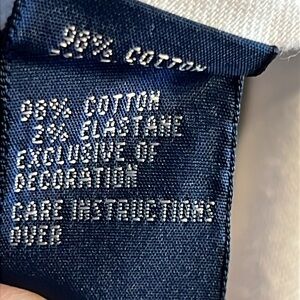 98% COTTON
98% COTTON
2% ELASTANE
EXCLUSIVE OF
DECORATION
CARE INSTRUCTIONS
OVER